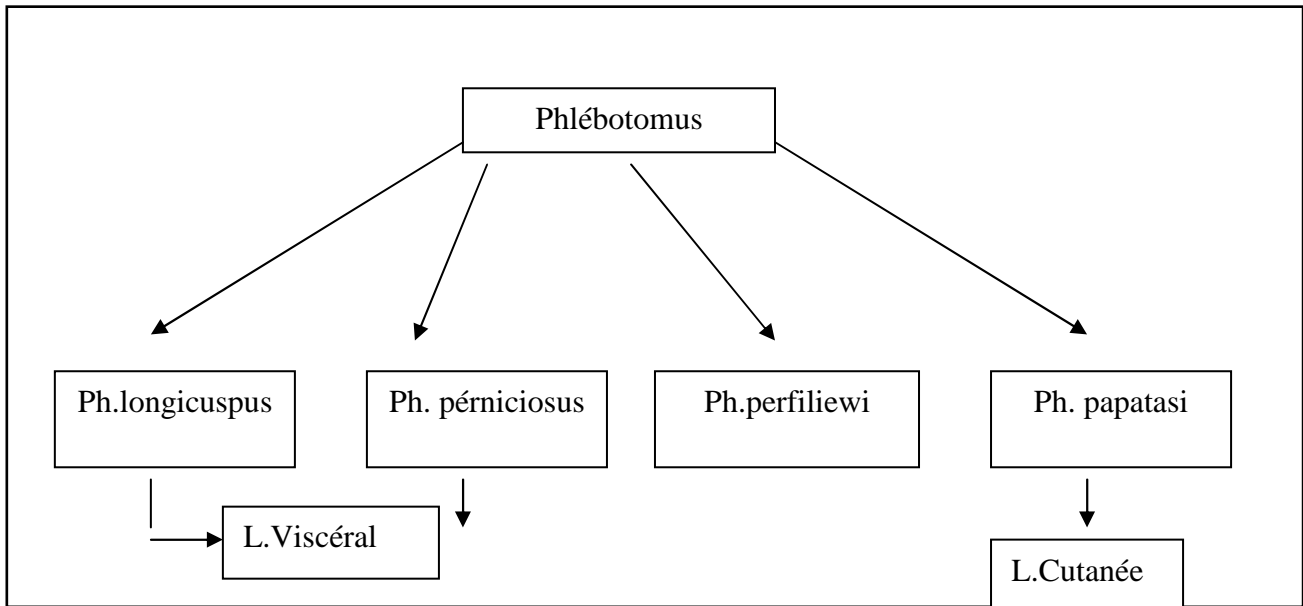 Phlébotomus
Ph.longicuspus
Ph. pérniciosus
Ph.perfiliewi
Ph. papatasi
L.Viscéral
L.Cutanée